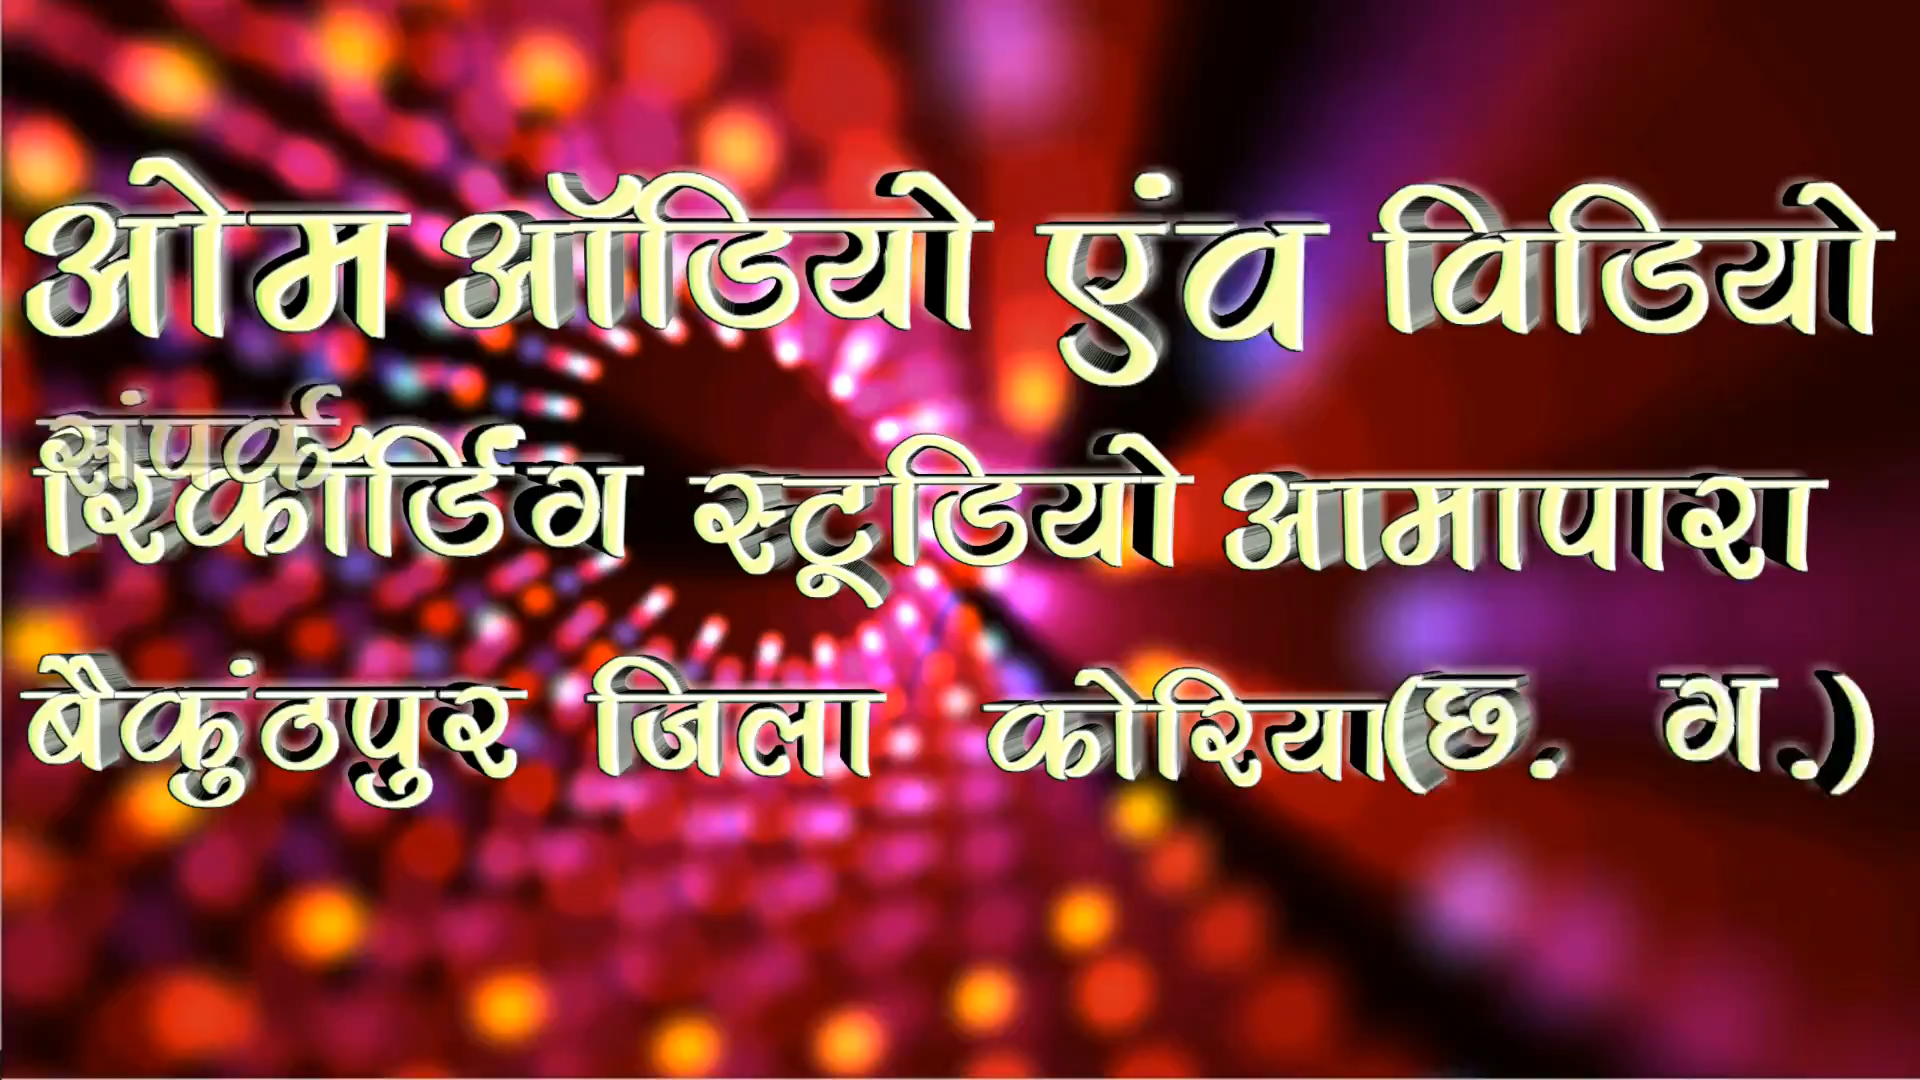 ओम ऑडियो एंव विडियो
संपर्क
रिकॉर्डिंग स्टूडियो आमापारा
बैकुंठपुर जिला कोरिया(छ. ग.)